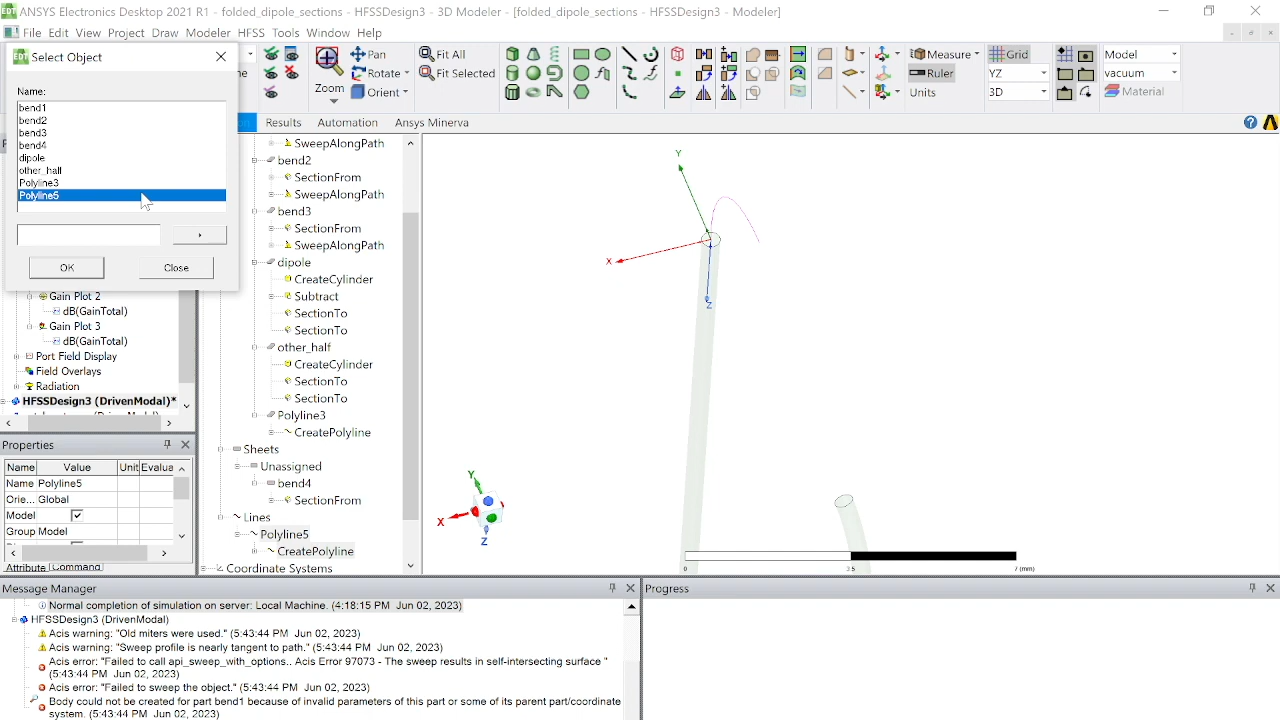 ANSYS Electronics Desktop 2021 R1 - folded_dipole_sections - HFSSDesign3 - 3D Modeler - [folded_dipole_sections - HFSSDesign3 - Modeler]
File Edit View Project Draw Modeler HFSS Tools Window Help
Select Object
Name:
bend1
bend2
bend3
bend4
dipole
other_half
Polyline3
Polyline5
OK Close
Zoom
Pan
Rotate
Orient
Fit All
Fit Selected
Measure
Ruler
Units
Grid
YZ
3D
Model
vacuum
Material
Results Automation Ansys Minerva
SweepAlongPath
bend2
SectionFrom
SweepAlongPath
bend3
SectionFrom
SweepAlongPath
dipole
CreateCylinder
Subtract
SectionTo
SectionTo
other_half
CreateCylinder
SectionTo
SectionTo
Polyline3
CreatePolyline
Sheets
Unassigned
bend4
SectionFrom
Lines
Polyline5
CreatePolyline
Coordinate Systems
Gain Plot 2
dB(GainTotal)
Gain Plot 3
dB(GainTotal)
Port Field Display
Field Overlays
Radiation
HFSSDesign3 (DrivenModal)*
Properties
Name Value Unit Evalua
Name Polyline5
Orie... Global
Model
Group Model
Attribute Command
Y
X
Z
Y
X
Z
0 3.5 7 (mm)
Message Manager
Normal completion of simulation on server: Local Machine. (4:18:15 PM Jun 02, 2023)
HFSSDesign3 (DrivenModal)
Acis warning: "Old miters were used." (5:43:44 PM Jun 02, 2023)
Acis warning: "Sweep profile is nearly tangent to path." (5:43:44 PM Jun 02, 2023)
Acis error: "Failed to call api_sweep_with_options.. Acis Error 97073 - The sweep results in self-intersecting surface "
(5:43:44 PM Jun 02, 2023)
Acis error: "Failed to sweep the object." (5:43:44 PM Jun 02, 2023)
Body could not be created for part bend1 because of invalid parameters of this part or some of its parent part/coordinate
system. (5:43:44 PM Jun 02, 2023)
Progress